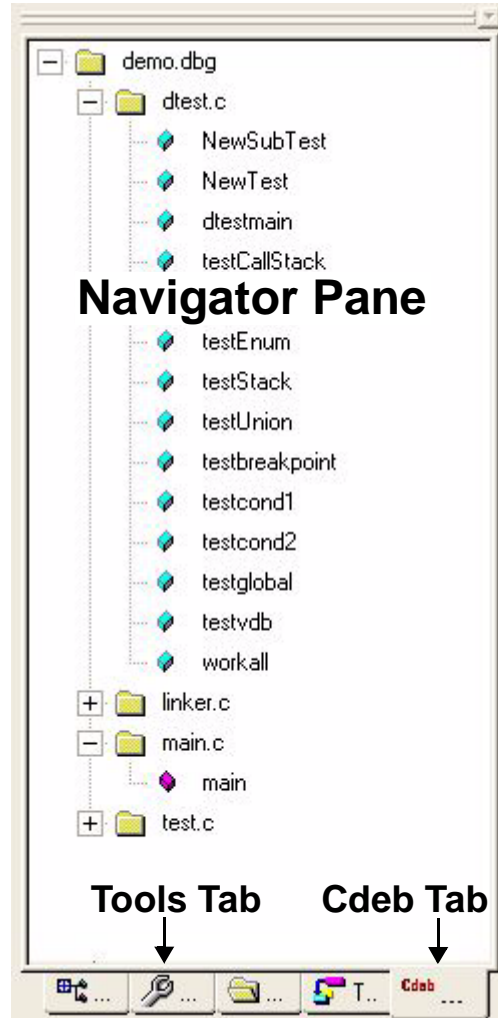 demo.dbg
dtest.c
NewSubTest
NewTest
dtestmain
testCallStack
Navigator Pane
testEnum
testStack
testUnion
testbreakpoint
testcond1
testcond2
testglobal
testvdb
workall
linker.c
main.c
main
test.c
Tools Tab Cdeb Tab
... ... ... T.. Cdeb ...